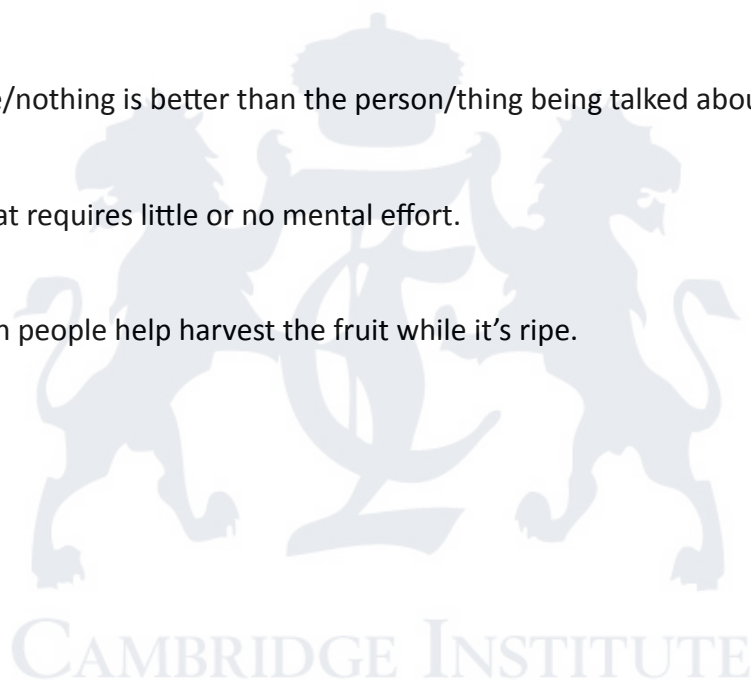 e/nothing is better than the person/thing being talked abou
at requires little or no mental effort.
n people help harvest the fruit while it's ripe.
CAMBRIDGE INSTITUTE